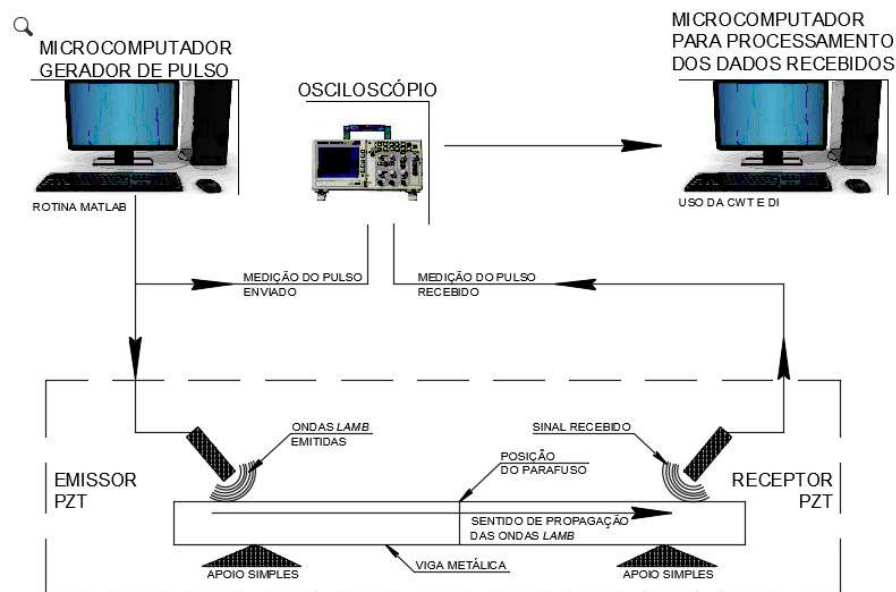 MICROCOMPUTADOR
GERADOR DE PULSO
OSCILOSCÓPIO
MICROCOMPUTADOR
PARA PROCESSAMENTO
DOS DADOS RECEBIDOS
ROTINA MATLAB
USO DA CWT E DI
MEDIÇÃO DO PULSO
ENVIADO
MEDIÇÃO DO PULSO
RECEBIDO
ONDAS LAMB
EMITIDAS
SINAL RECEBIDO
EMISSOR
PZT
POSIÇÃO
DO PARAFUSO
RECEPTOR
PZT
SENTIDO DE PROPAGAÇÃO
DAS ONDAS LAMB
APOIO SIMPLES
VIGA METÁLICA
APOIO SIMPLES